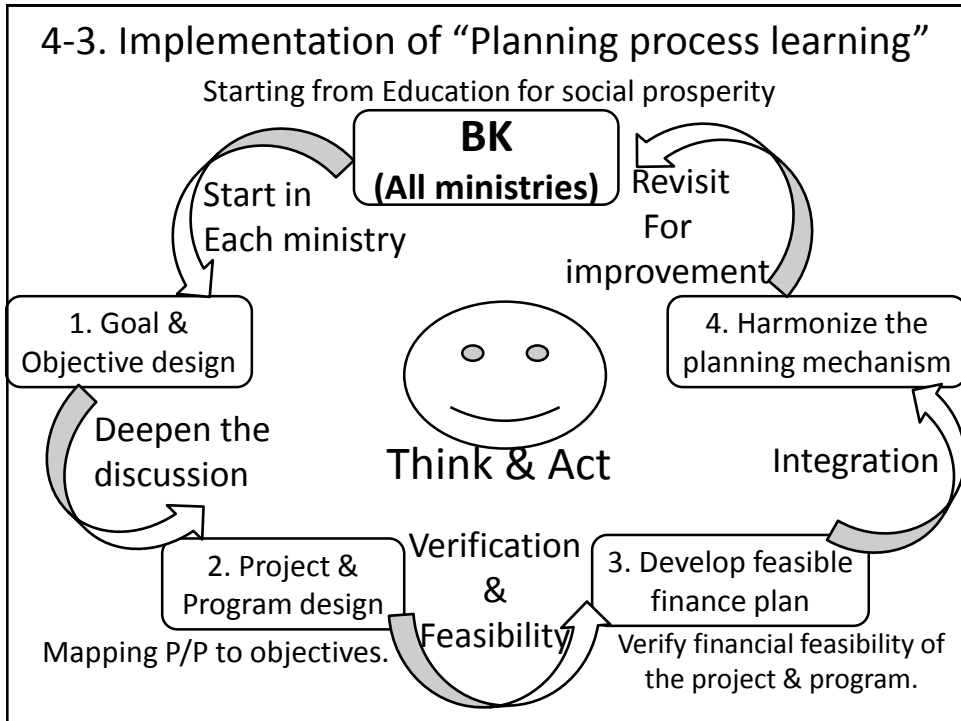 4-3. Implementation of “Planning process learning”
Starting from Education for social prosperity
BK
(All ministries)
Start in
Each ministry
Revisit
For
improvement
1. Goal &
Objective design
4. Harmonize the
planning mechanism
Deepen the
discussion
Think & Act
Integration
2. Project &
Program design
Verification
&
Feasibility
3. Develop feasible
finance plan
Mapping P/P to objectives.
Verify financial feasibility of
the project & program.